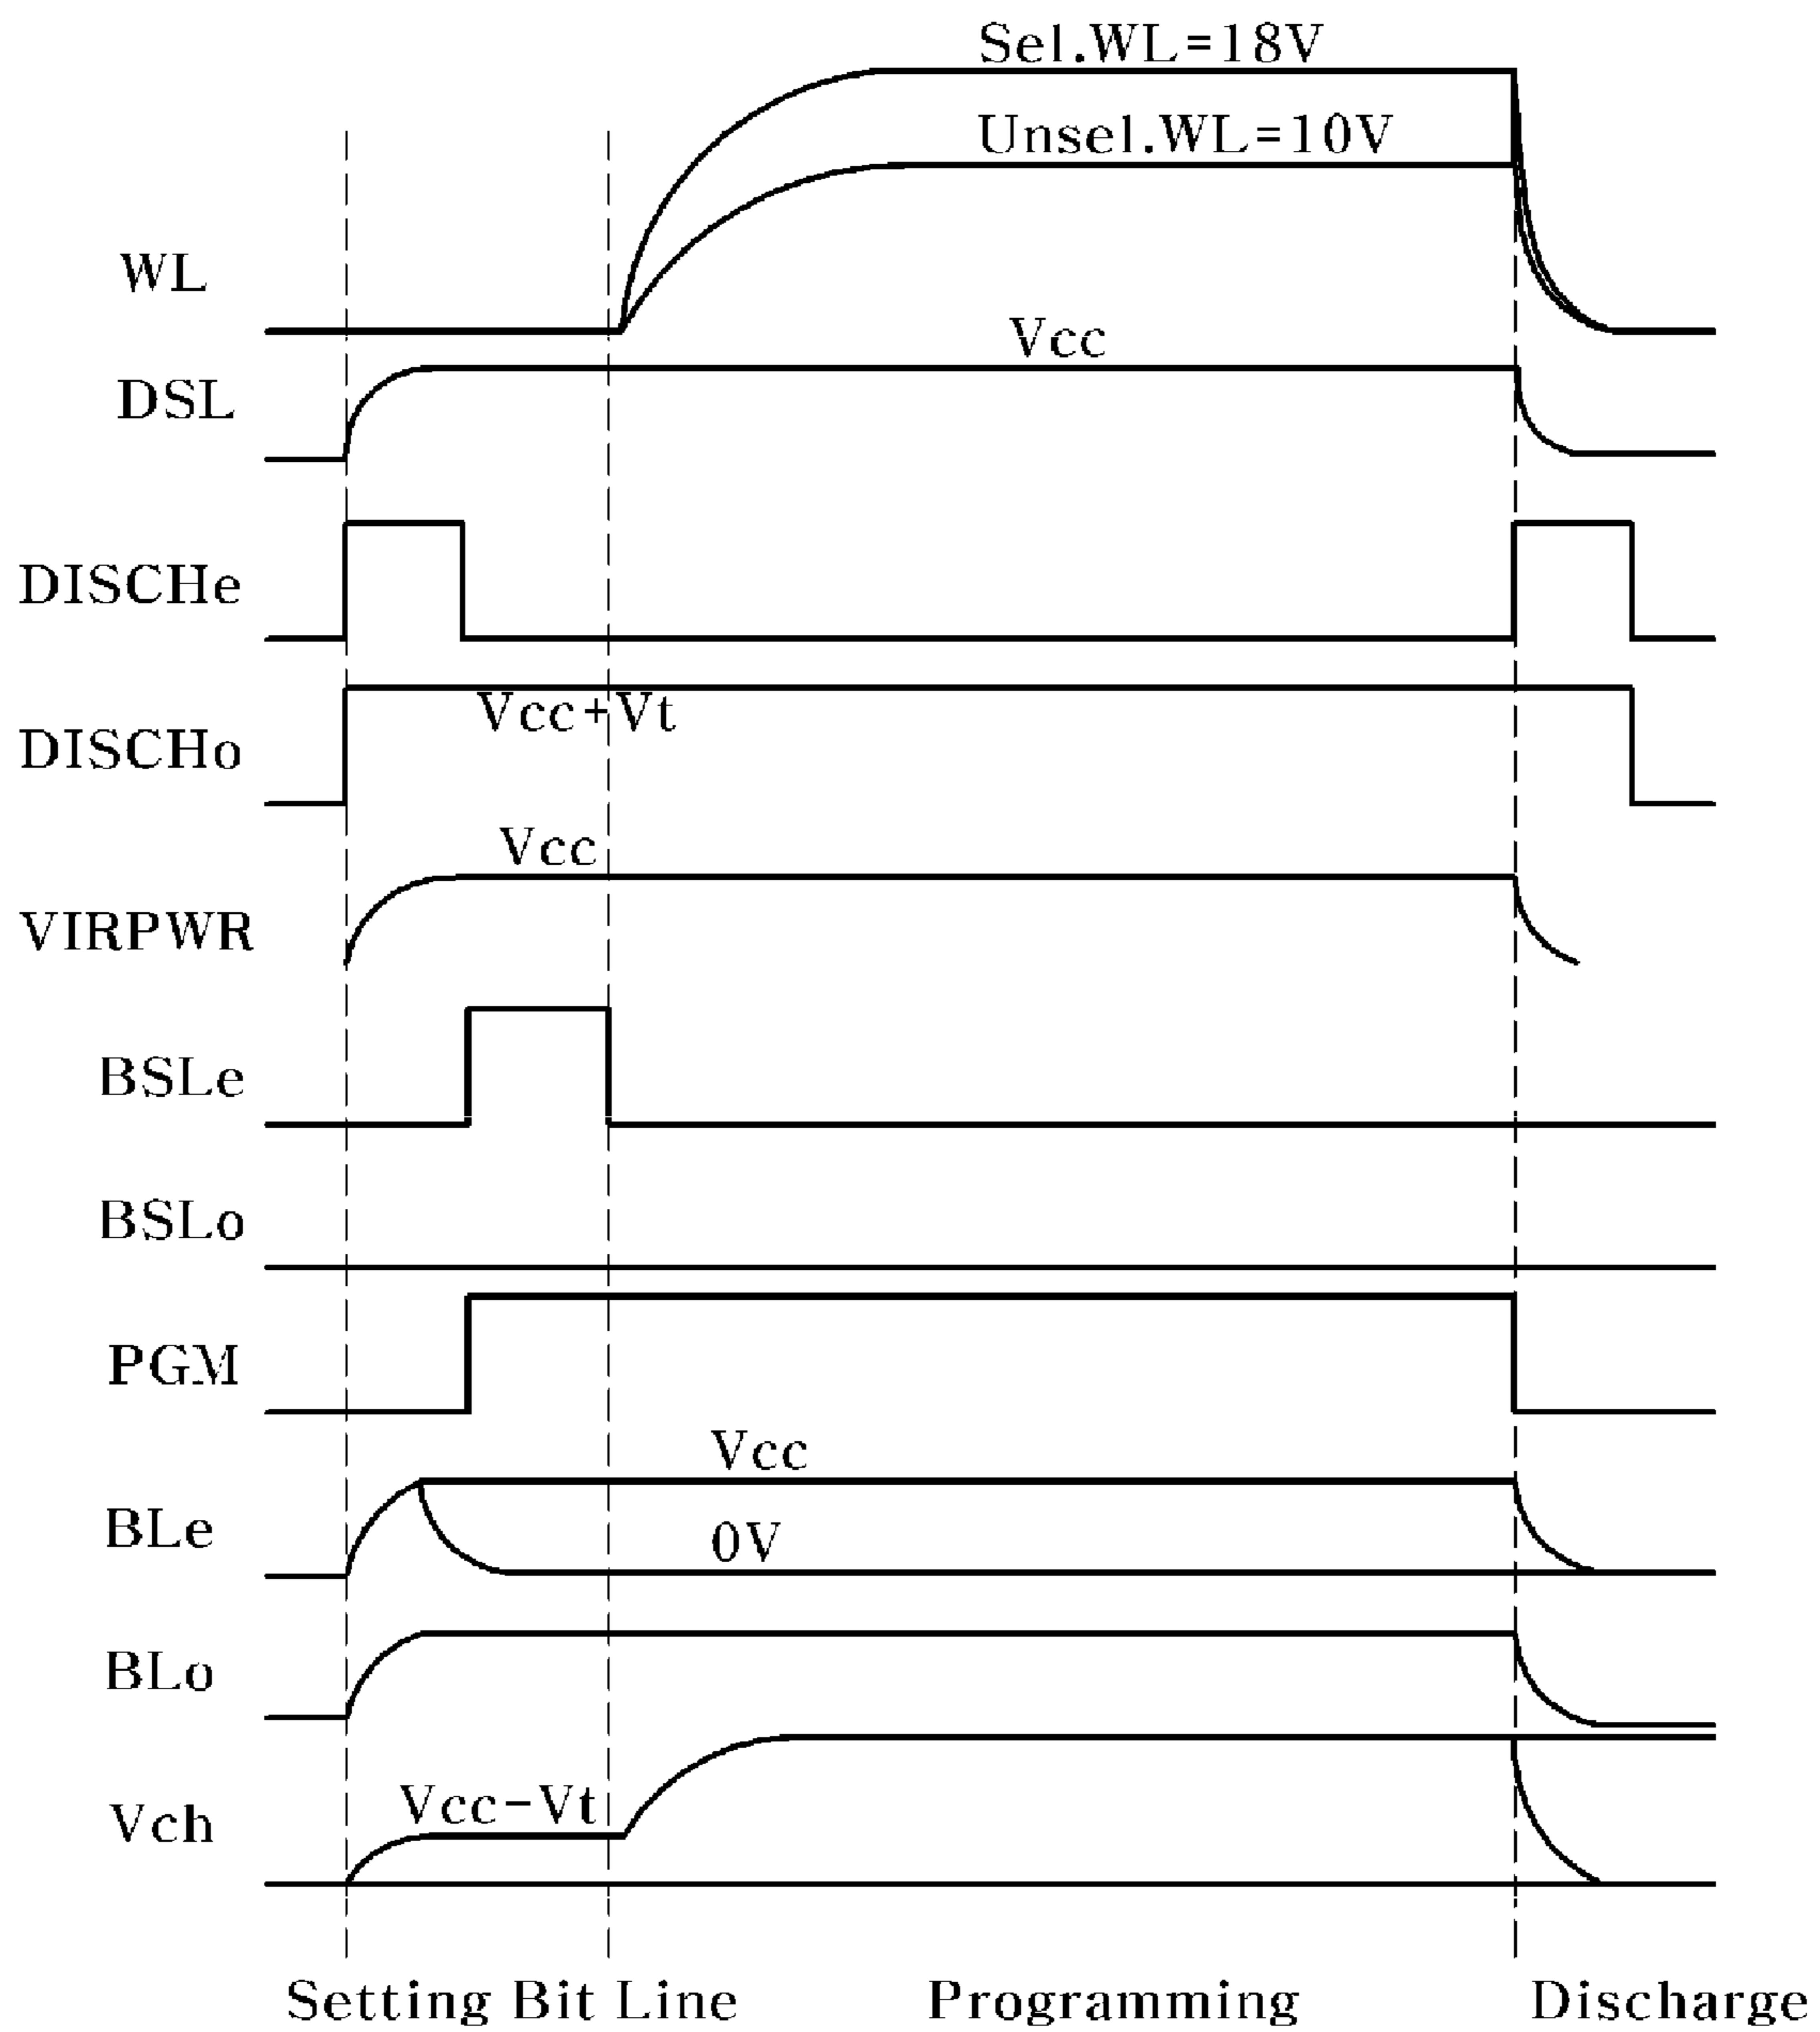 Sel.WL=18V
Unsel.WL=10V
WL
Vcc
DSL
DISCHe
Vcc+Vt
DISCHo
Vcc
VIRPWR
BSLe
BSLo
PGM
Vcc
BLe
0V
BLo
Vcc-Vt
Vch
Setting Bit Line Programming Discharge